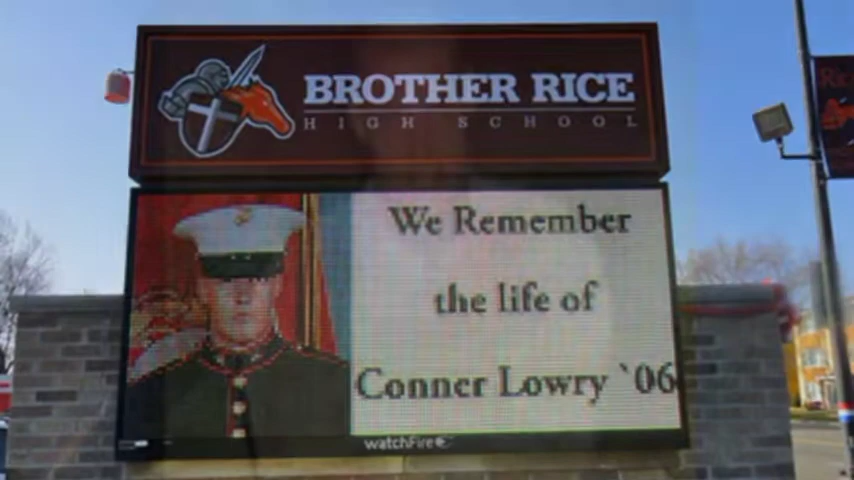 BROTHER RICE
HIGH SCHOOL
We Remember
the life of
Conner Lowry `06
watchFire